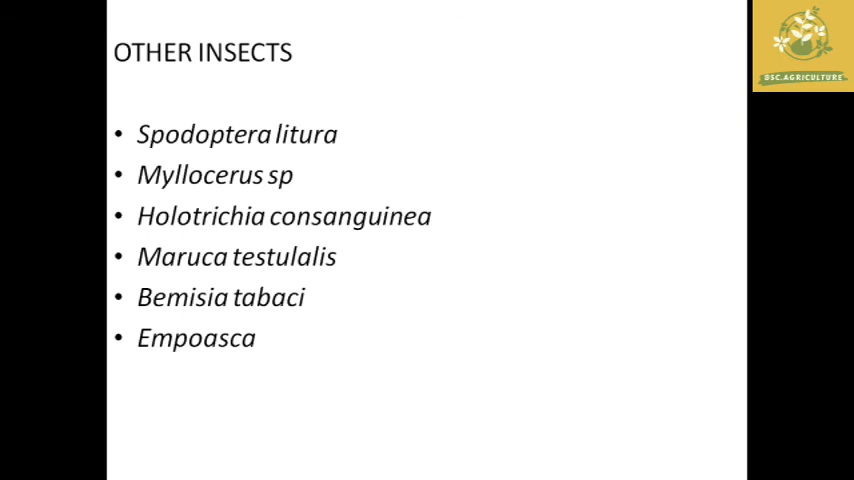 OTHER INSECTS
BSC.AGRICULTURE
• Spodoptera litura
• Myllocerus sp
• Holotrichia consanguinea
• Maruca testulalis
• Bemisia tabaci
• Empoasca